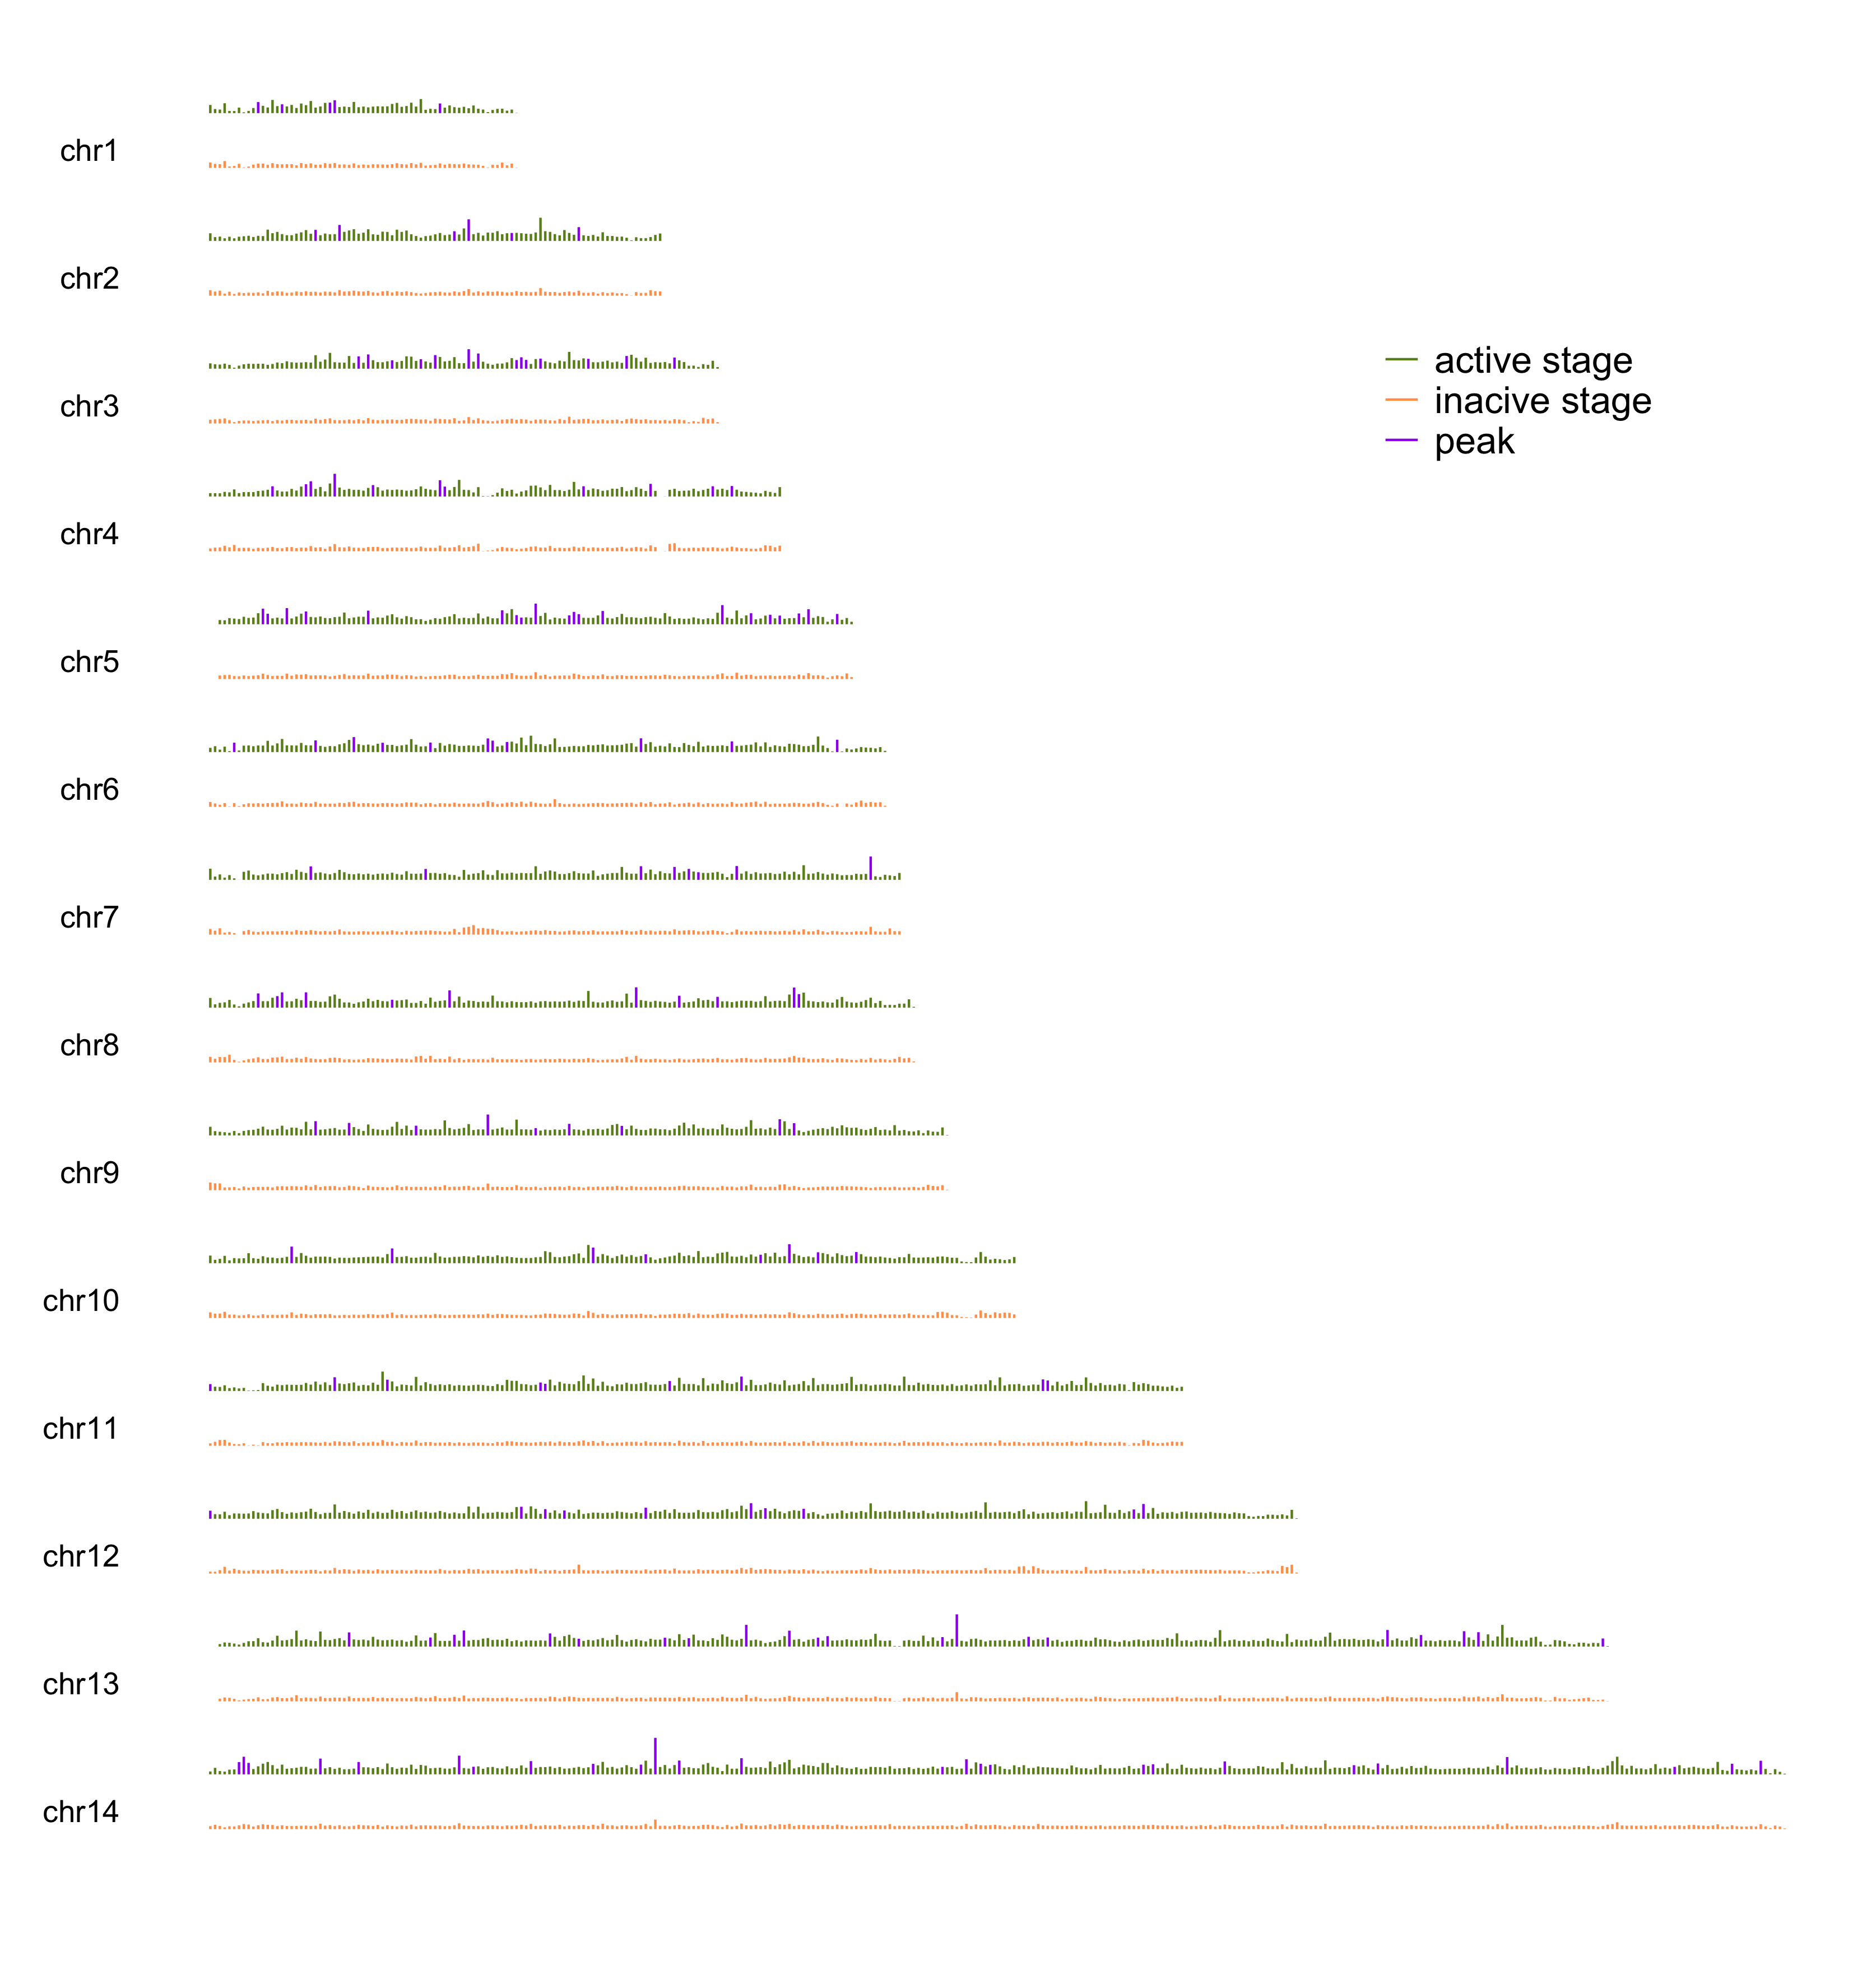 chr1
chr2
chr3
active stage
inacive stage
peak
chr4
chr5
chr6
chr7
chr8
chr9
chr10
chr11
chr12
chr13
chr14